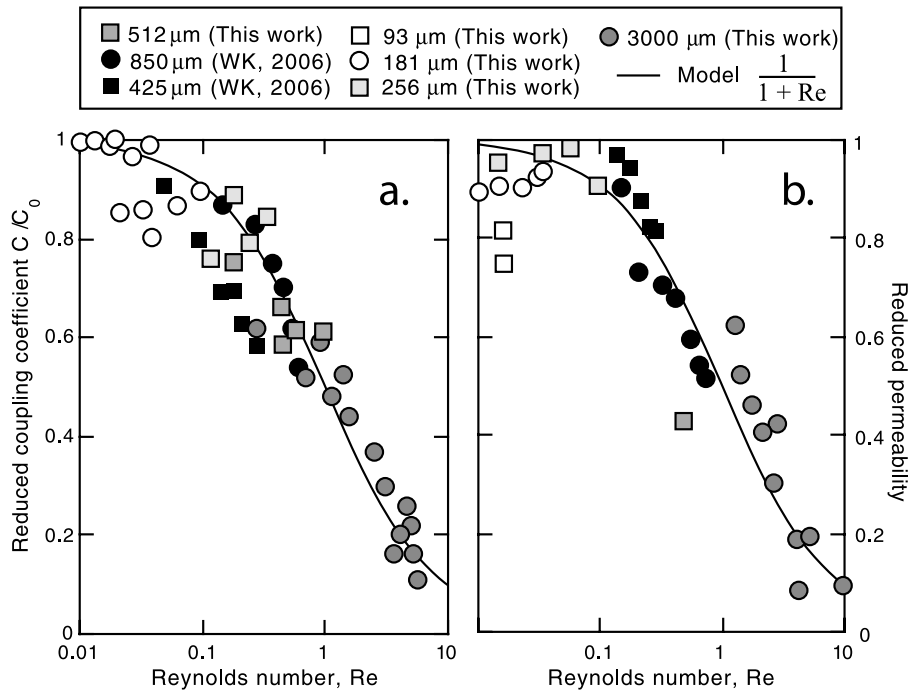 512 μm (This work)
93 μm (This work)
3000 μm (This work)
850 μm (WK, 2006)
181 μm (This work)
Model 1/(1 + Re)
425 μm (WK, 2006)
256 μm (This work)
a.
b.
Reduced coupling coefficient C /C0
1
0.8
0.6
0.4
0.2
0
0.01
0.1
1
10
Reynolds number, Re
0.1
1
10
Reynolds number, Re
1
0.8
0.6
0.4
0.2
0
Reduced permeability